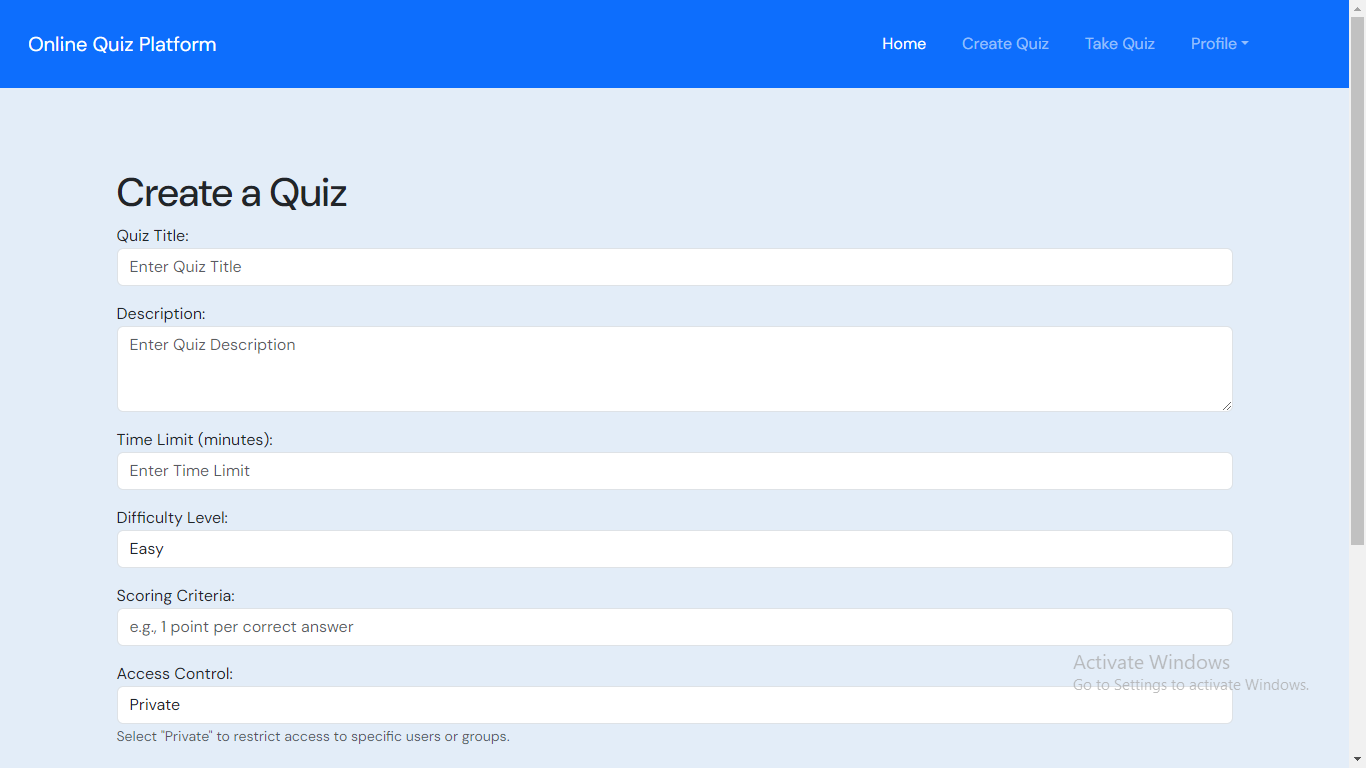 Online Quiz Platform
Home Create Quiz Take Quiz Profile
Create a Quiz
Quiz Title:
Enter Quiz Title
Description:
Enter Quiz Description
Time Limit (minutes):
Enter Time Limit
Difficulty Level:
Easy
Scoring Criteria:
e.g., 1 point per correct answer
Access Control:
Private
Select "Private" to restrict access to specific users or groups.
Activate Windows
Go to Settings to activate Windows.